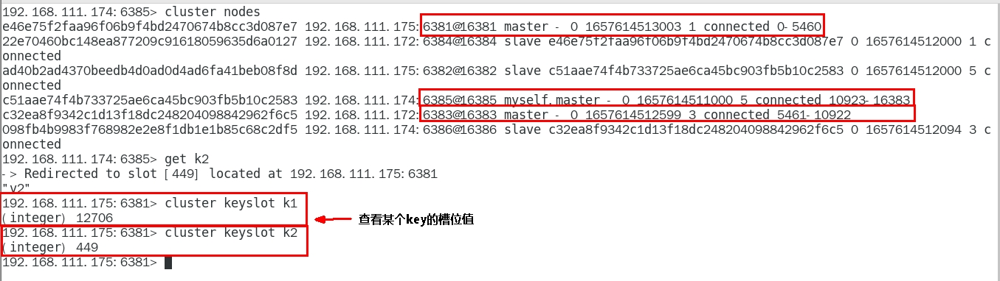 192.168.111.174:6385> cluster nodes
e46e75f2faa96f06b9f4bd2470674b8cc3d087e7 192.168.111.175:6381@16381 master - 0 1657614513003 1 connected 0-5460
22e70460bc148ea877209c91618059635d6a0127 192.168.111.172:6384@16384 slave e46e75f2faa96f06b9f4bd2470674b8cc3d087e7 0 1657614512000 1 c
onnected
ad40b2ad4370beedb4d0ad0d4ad6fa41beb08f8d 192.168.111.175:6382@16382 slave c51aae74f4b733725ae6ca45bc903fb5b10c2583 0 1657614512000 5 c
onnected
c51aae74f4b733725ae6ca45bc903fb5b10c2583 192.168.111.174:6385@16385 myself,master - 0 1657614511000 5 connected 10923-16383
c32ea8f9342c1d13f18dc248204098842962f6c5 192.168.111.172:6383@16383 master - 0 1657614512599 3 connected 5461-10922
098fb4b9983f768982e2e8f1db1e1b85c68c2df5 192.168.111.174:6386@16386 slave c32ea8f9342c1d13f18dc248204098842962f6c5 0 1657614512094 3 c
onnected
192.168.111.174:6385> get k2
-> Redirected to slot [449] located at 192.168.111.175:6381
"v2"
192.168.111.175:6381> cluster keyslot k1
(integer) 12706
查看某个key的槽位值
192.168.111.175:6381> cluster keyslot k2
(integer) 449
192.168.111.175:6381>